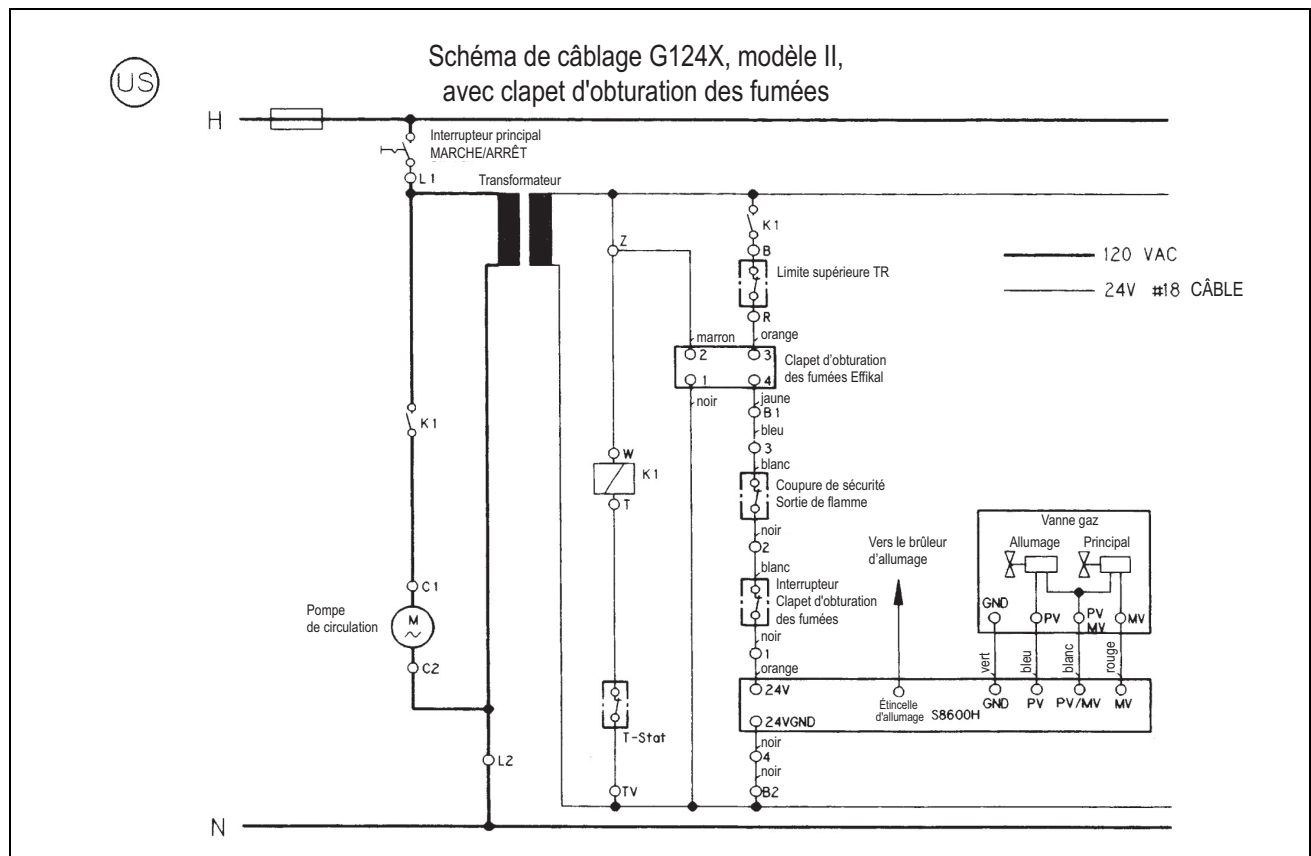 US
Schéma de câblage G124X, modèle II,
avec clapet d'obturation des fumées
H
Interrupteur principal
MARCHE/ARRÊT
L1
Transformateur
K1
Z
B
Limite supérieure TR
120 VAC
24V #18 CÂBLE
R
marron
orange
2
3
Clapet d'obturation
des fumées Effikal
1
4
noir
jaune
B1
bleu
K1
3
W
blanc
K1
Coupure de sécurité
Sortie de flamme
T
noir
2
Vers le brûleur
d'allumage
Vanne gaz
Allumage
Principal
blanc
Interrupteur
Clapet d'obturation
des fumées
C1
GND
PV
PV
MV
MV
Pompe
de circulation
M
~
noir
1
C2
orange
vert
bleu
blanc
rouge
24V
Étincelle
d'allumage
S8600H
GND
PV
PV/MV
MV
24VGND
T-Stat
noir
4
L2
noir
TV
B2
N